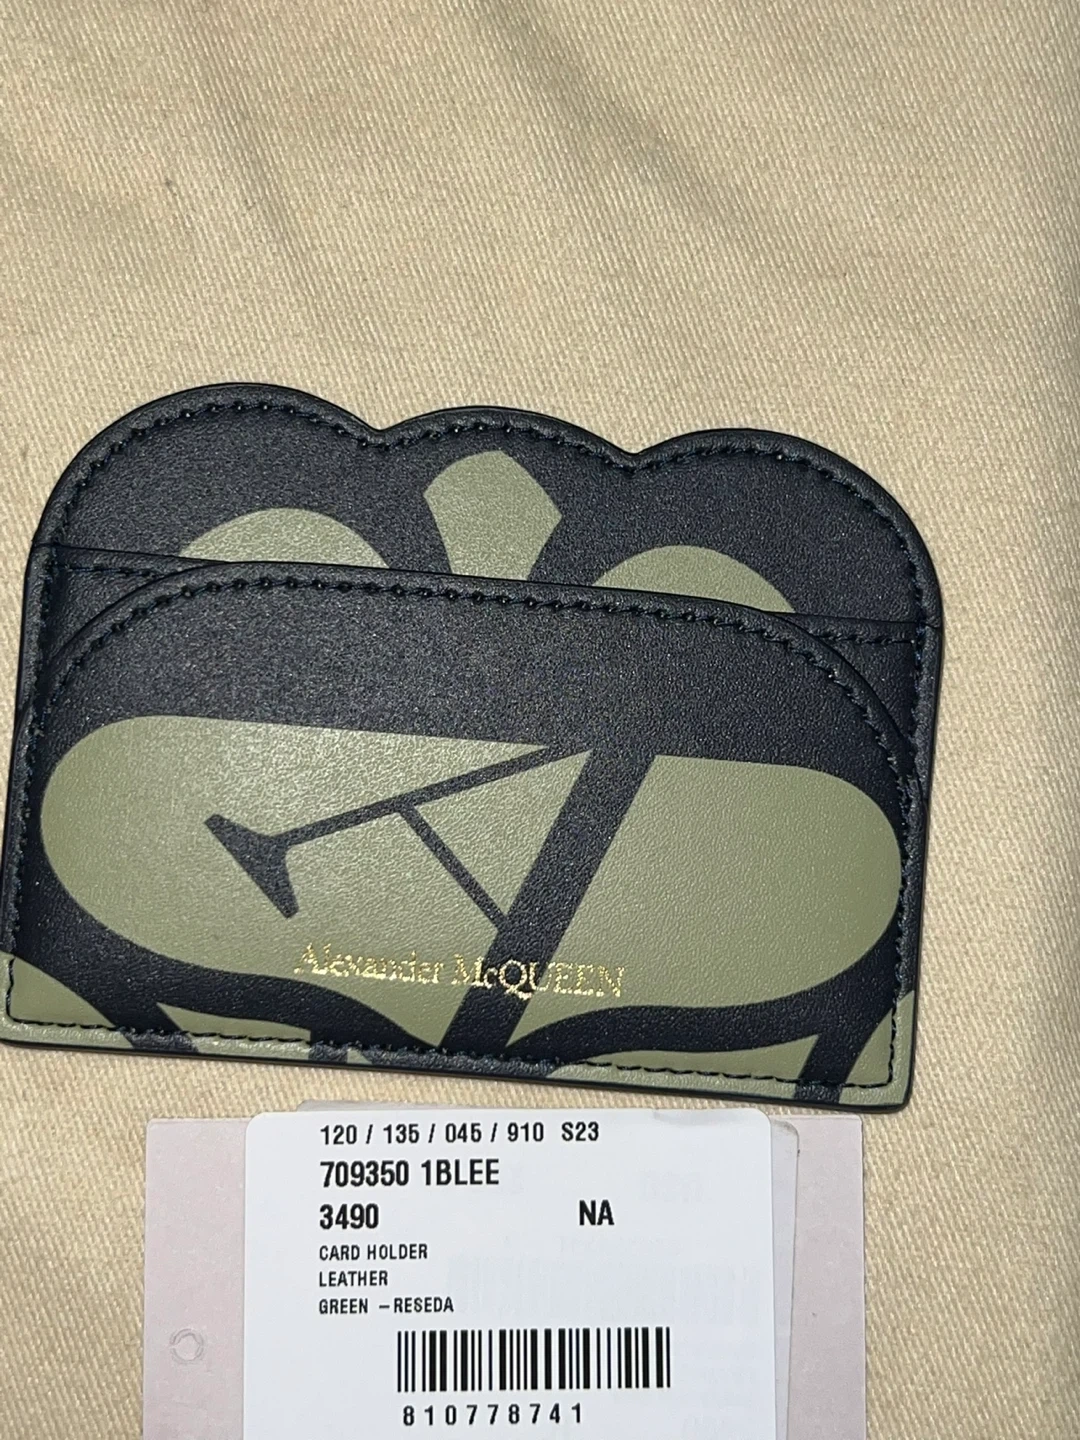 Alexander McQUEEN
120 / 135 / 045 / 910 S23
709350 1BLEE
3490 NA
CARD HOLDER
LEATHER
GREEN –RESEDA
810778741